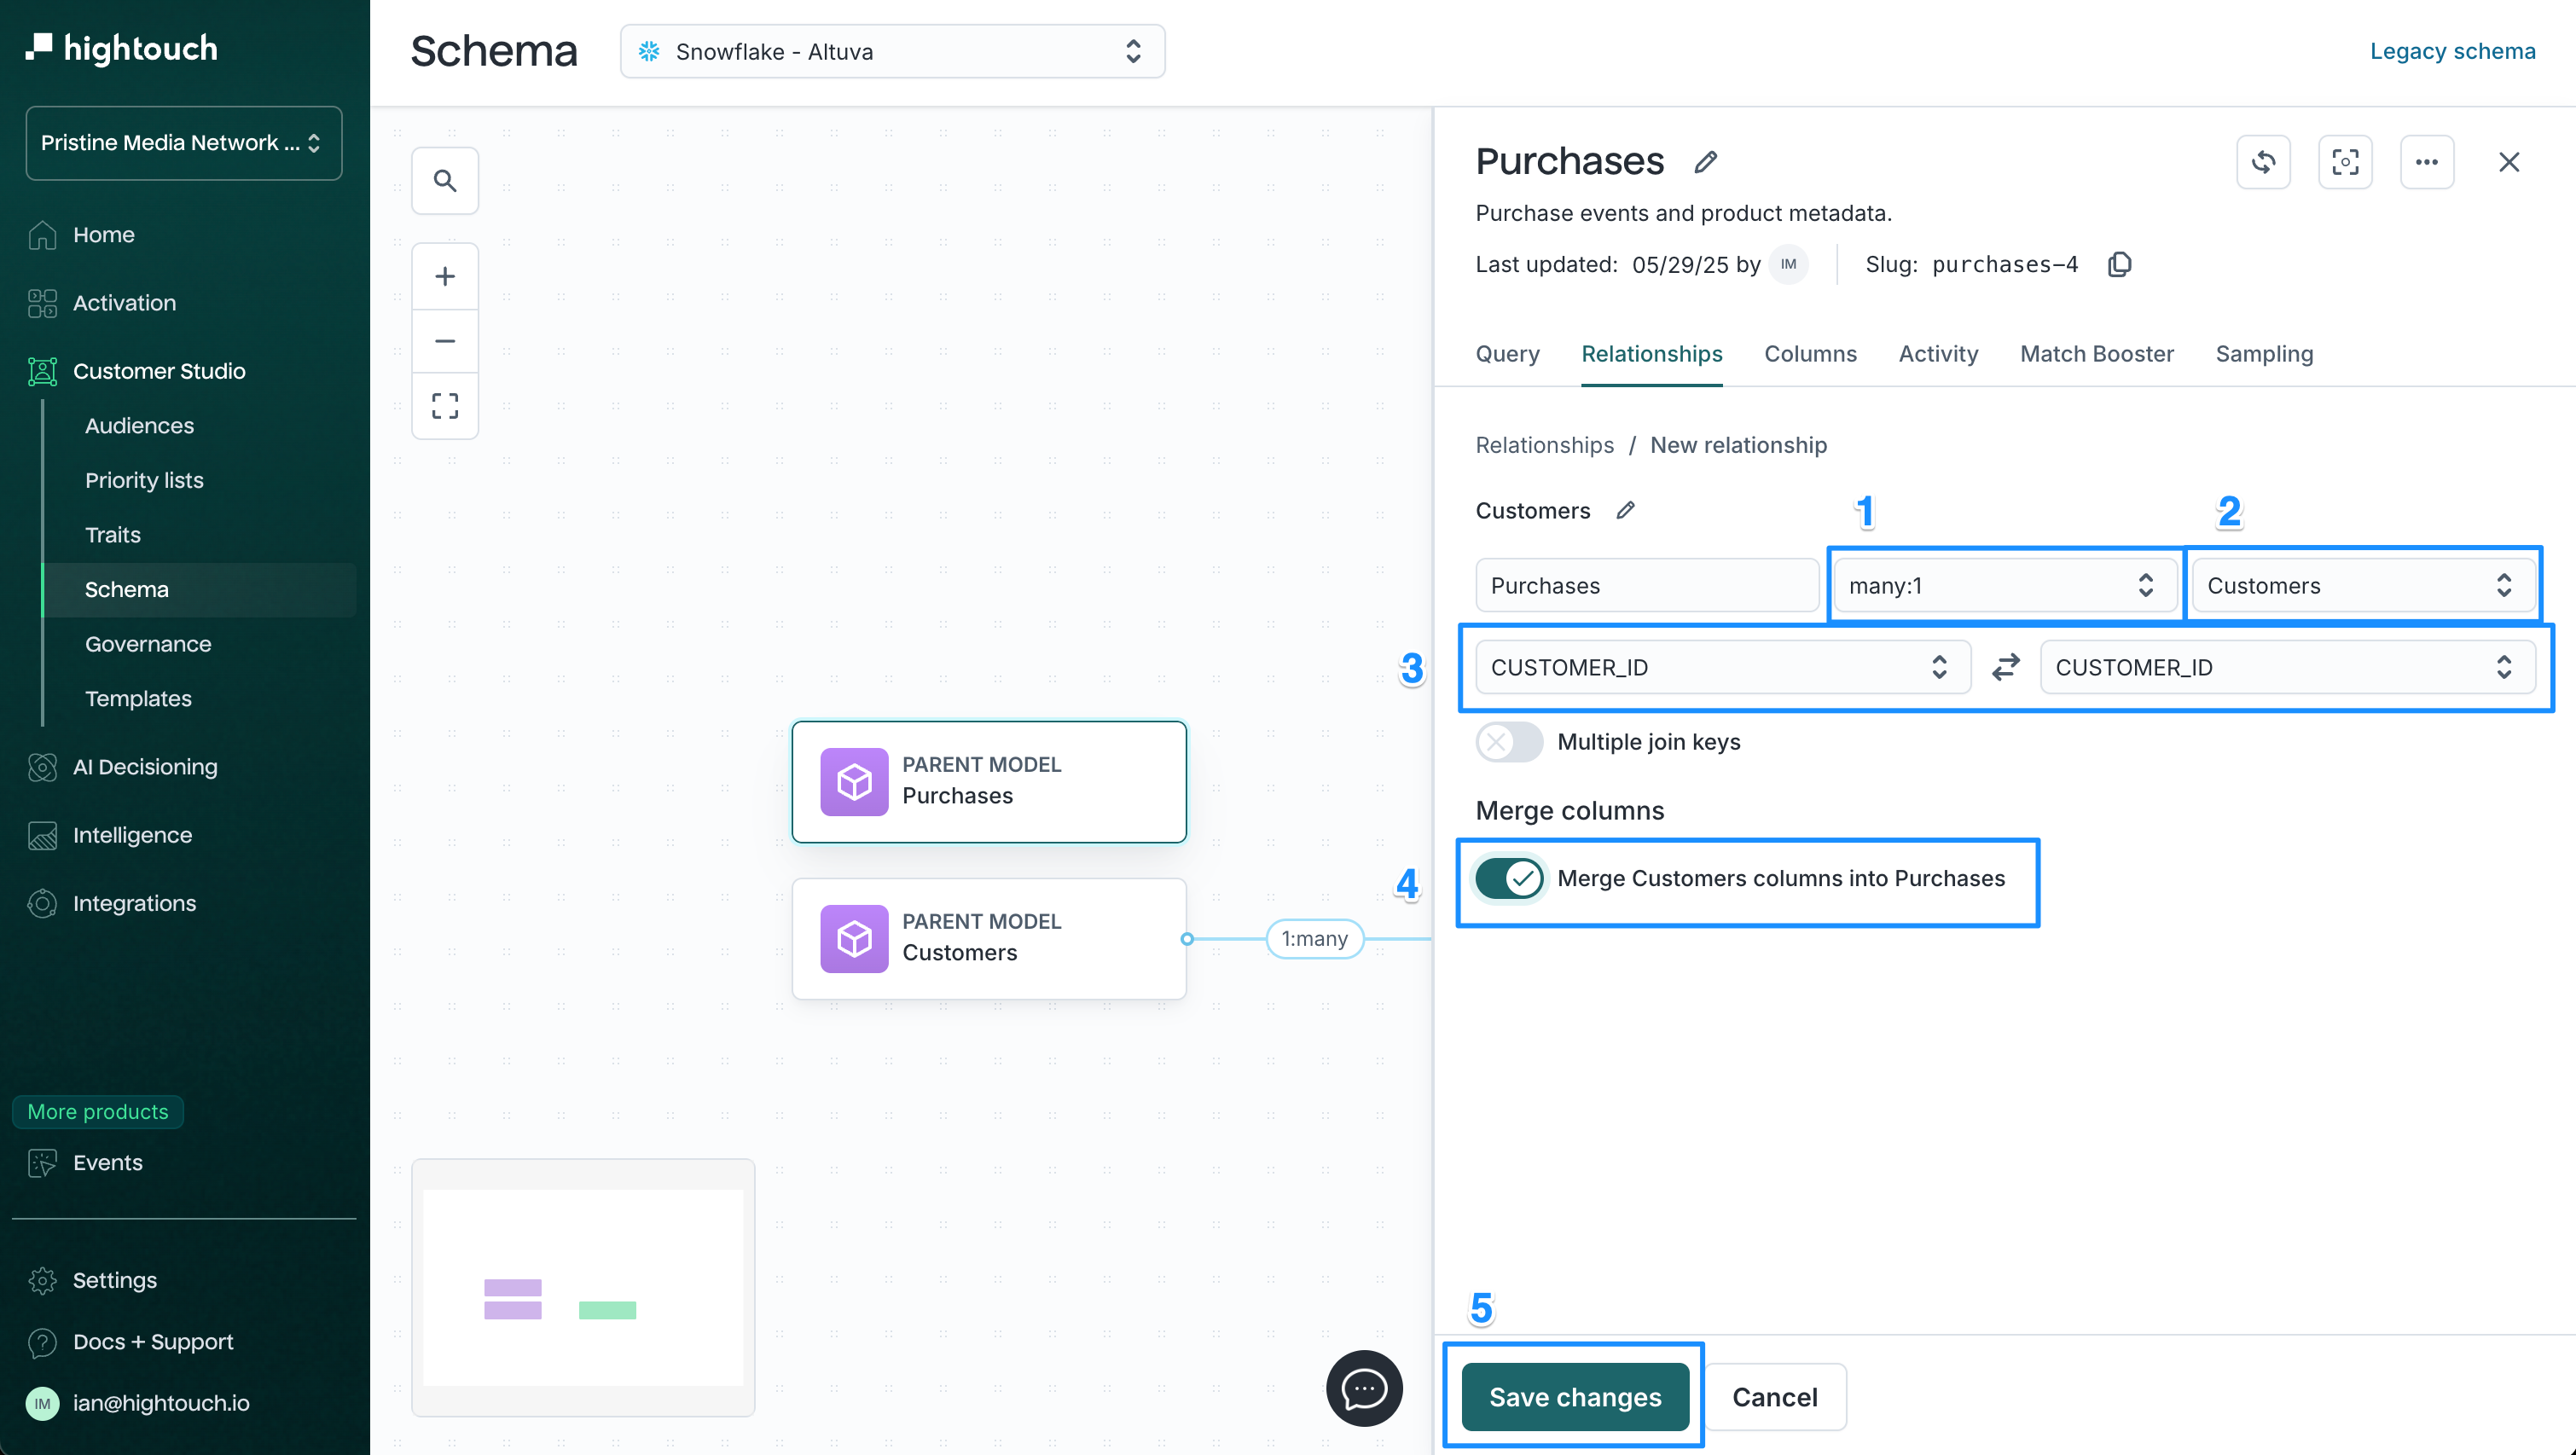 hightouch
Pristine Media Network ...
Home
Activation
Customer Studio
Audiences
Priority lists
Traits
Schema
Governance
Templates
AI Decisioning
Intelligence
Integrations
More products
Events
Settings
Docs + Support
IM ian@hightouch.io
Schema
Snowflake - Altuva
Legacy schema
PARENT MODEL
Purchases
PARENT MODEL
Customers
1:many
Purchases
Purchase events and product metadata.
Last updated: 05/29/25 by IM Slug: purchases-4
Query Relationships Columns Activity Match Booster Sampling
Relationships / New relationship
Customers 1 2
Purchases many:1 Customers
3 CUSTOMER_ID CUSTOMER_ID
Multiple join keys
Merge columns
4 Merge Customers columns into Purchases
5
Save changes Cancel